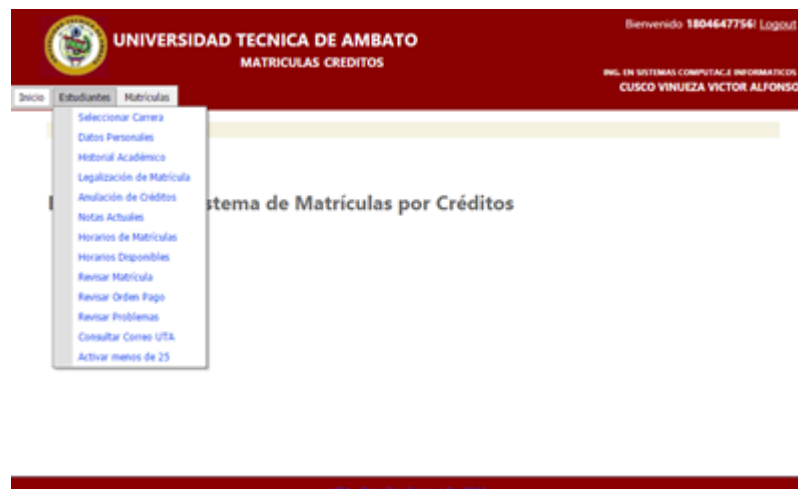 UNIVERSIDAD TECNICA DE AMBATO
MATRICULAS CREDITOS
Bienvenido 1804647756! Logout
ING. EN SISTEMAS COMPUTAC.E INFORMATICOS
CUSCO VINUEZA VICTOR ALFONSO
Inicio Estudiantes Matrículas
Seleccionar Carrera
Datos Personales
Historial Académico
Legalización de Matrícula
Anulación de Créditos
Notas Actuales
Horarios de Matrículas
Horarios Disponibles
Revisar Matrícula
Revisar Orden Pago
Revisar Problemas
Consultar Correo UTA
Activar menos de 25
stema de Matrículas por Créditos